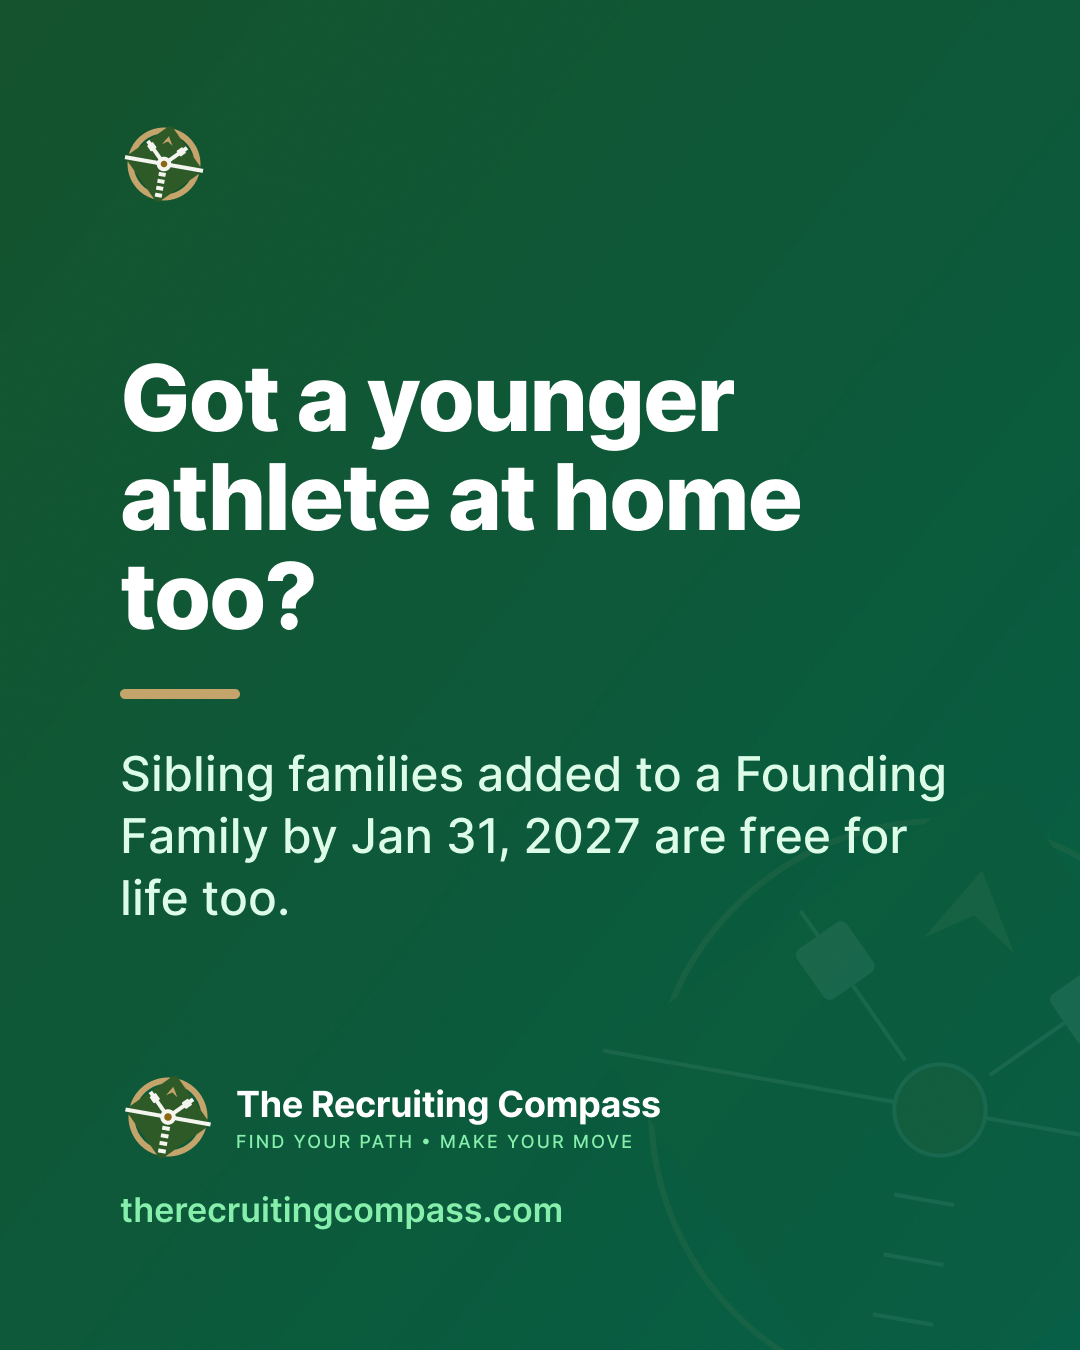 Got a younger
athlete at home
too?
Sibling families added to a Founding
Family by Jan 31, 2027 are free for
life too.
The Recruiting Compass
FIND YOUR PATH • MAKE YOUR MOVE
therecruitingcompass.com